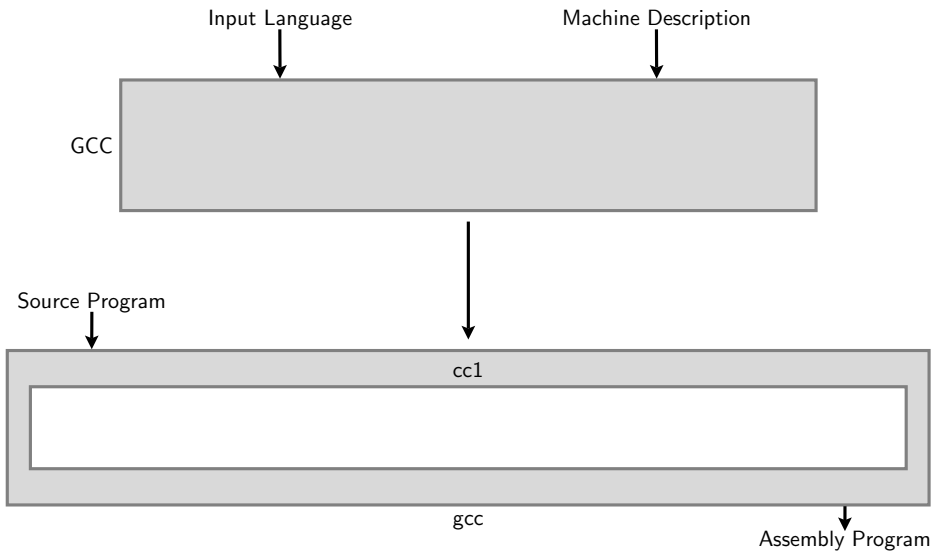 Input Language
Machine Description
GCC
Source Program
cc1
gcc
Assembly Program